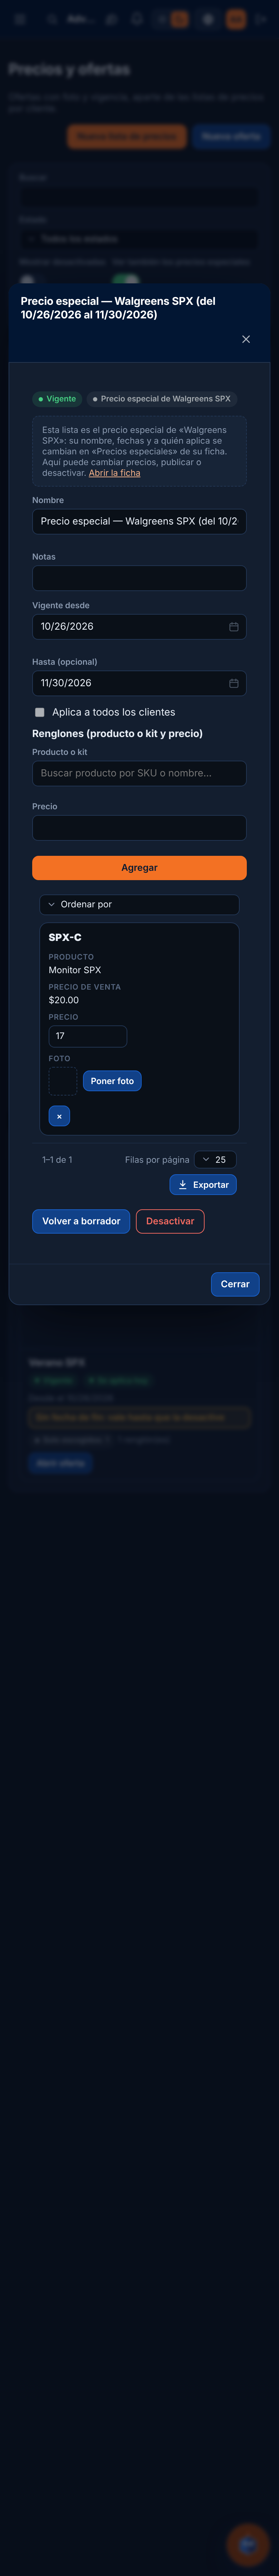 Precios y ofertas
Precio especial — Walgreens SPX (del
10/26/2026 al 11/30/2026)
Vigente
Precio especial de Walgreens SPX
Esta lista es el precio especial de «Walgreens
SPX»: su nombre, fechas y a quién aplica se
cambian en «Precios especiales» de su ficha.
Aquí puede cambiar precios, publicar o
desactivar. Abrir la ficha
Nombre
Precio especial — Walgreens SPX (del 10/2
Notas
Vigente desde
10/26/2026
Hasta (opcional)
11/30/2026
Aplica a todos los clientes
Renglones (producto o kit y precio)
Producto o kit
Buscar producto por SKU o nombre...
Precio
Agregar
Ordenar por
SPX-C
PRODUCTO
Monitor SPX
PRECIO DE VENTA
$20.00
PRECIO
17
FOTO
Poner foto
×
1–1 de 1
Filas por página
25
Exportar
Volver a borrador
Desactivar
Cerrar
Verano SPX
Abrir oferta